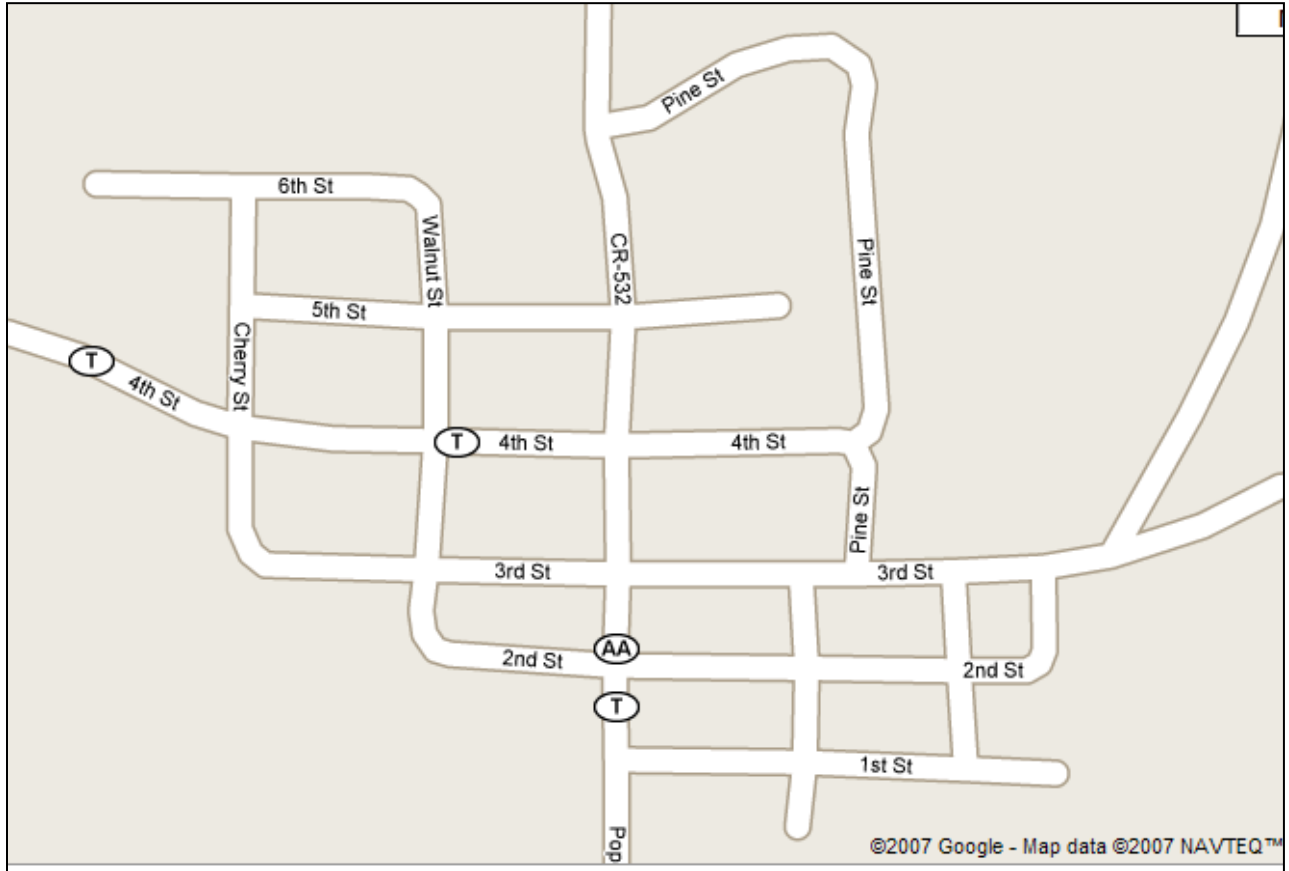 Pine St
6th St
Walnut St
CR-532
Pine St
5th St
Cherry St
T
4th St
T
4th St
4th St
Pine St
3rd St
3rd St
AA
2nd St
2nd St
T
1st St
Pop
©2007 Google - Map data ©2007 NAVTEQ™